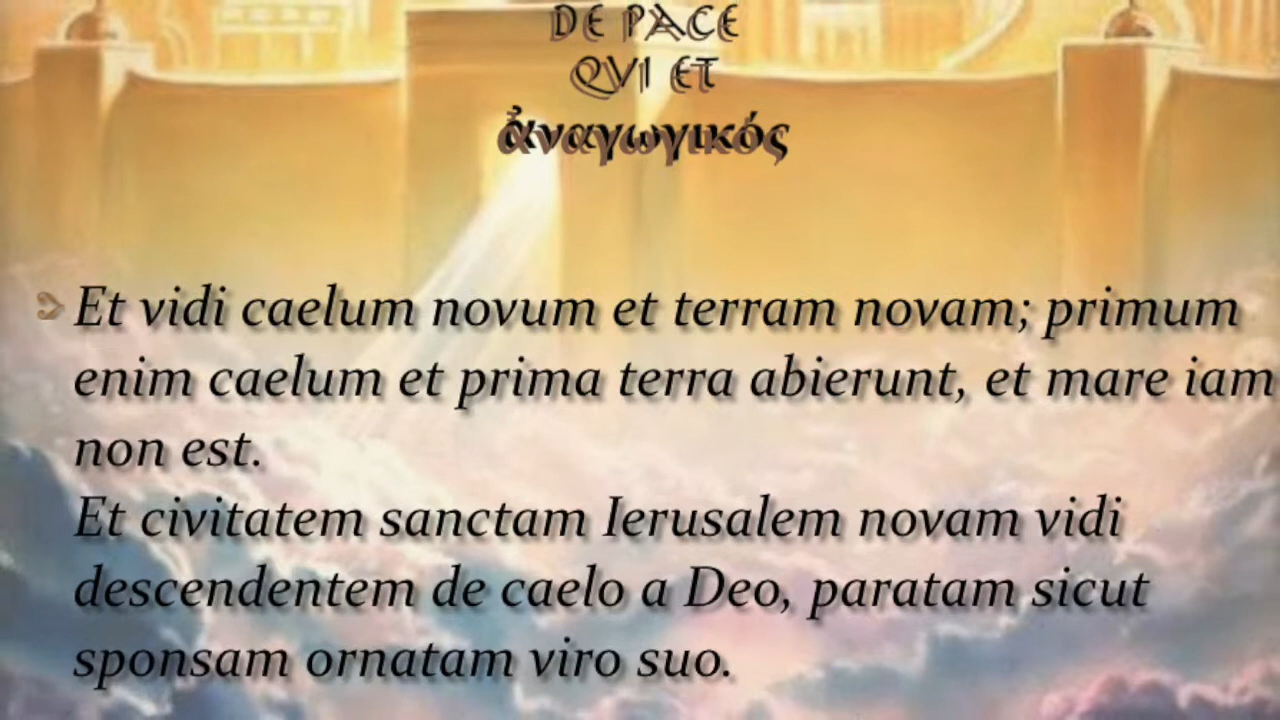 DE PACE
QVI ET
ἀναγωγικός
Et vidi caelum novum et terram novam; primum
enim caelum et prima terra abierunt, et mare iam
non est.
Et civitatem sanctam Ierusalem novam vidi
descendentem de caelo a Deo, paratam sicut
sponsam ornatam viro suo.